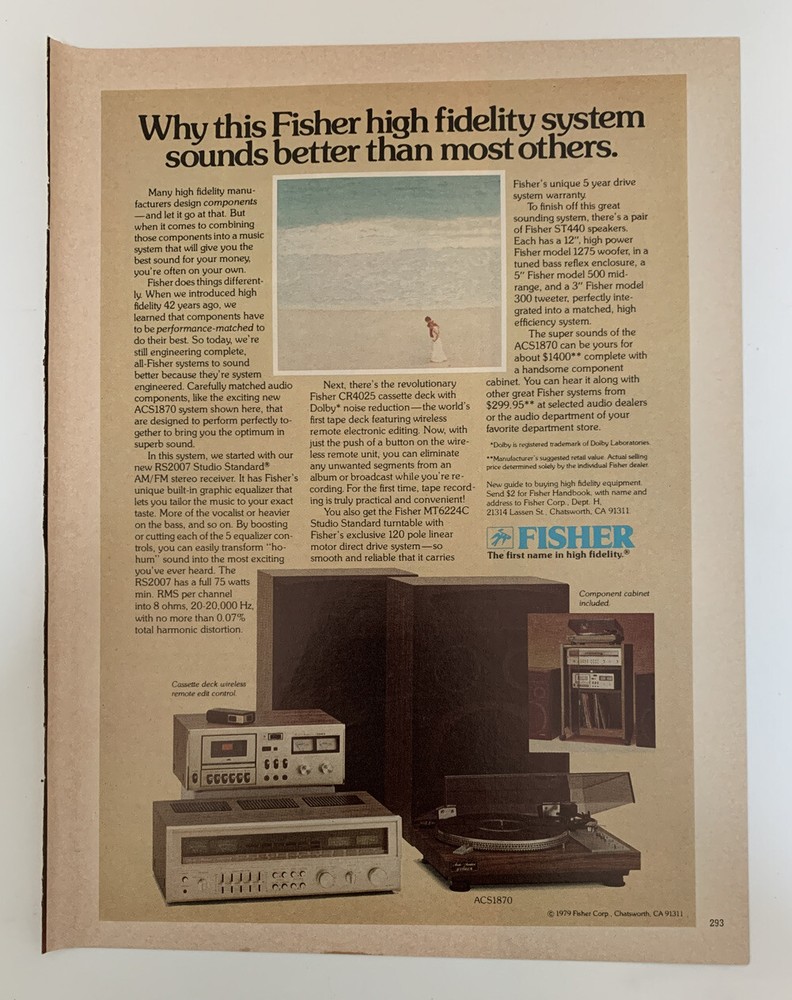 Why this Fisher high fidelity system
sounds better than most others.
Many high fidelity manu-
facturers design components
—and let it go at that. But
when it comes to combining
those components into a music
system that will give you the
best sound for your money,
you're often on your own.
Fisher does things different-
ly. When we introduced high
fidelity 42 years ago, we
learned that components have
to be performance-matched to
do their best. So today, we're
still engineering complete,
all-Fisher systems to sound
better because they're system
engineered. Carefully matched audio
components, like the exciting new
ACS1870 system shown here, that
are designed to perform perfectly to-
gether to bring you the optimum in
superb sound.
In this system, we started with our
new RS2007 Studio Standard®
AM/FM stereo receiver. It has Fisher's
unique built-in graphic equalizer that
lets you tailor the music to your exact
taste. More of the vocalist or heavier
on the bass, and so on. By boosting
or cutting each of the 5 equalizer con-
trols, you can easily transform "ho-
hum" sound into the most exciting
you've ever heard. The
RS2007 has a full 75 watts
min. RMS per channel
into 8 ohms, 20-20,000 Hz,
with no more than 0.07%
total harmonic distortion.
Next, there's the revolutionary
Fisher CR4025 cassette deck with
Dolby* noise reduction—the world's
first tape deck featuring wireless
remote electronic editing. Now, with
just the push of a button on the wire-
less remote unit, you can eliminate
any unwanted segments from an
album or broadcast while you're re-
cording. For the first time, tape record-
ing is truly practical and convenient!
You also get the Fisher MT6224C
Studio Standard turntable with
Fisher's exclusive 120 pole linear
motor direct drive system—so
smooth and reliable that it carries
Fisher's unique 5 year drive
system warranty.
To finish off this great
sounding system, there's a pair
of Fisher ST440 speakers.
Each has a 12", high power
Fisher model 1275 woofer, in a
tuned bass reflex enclosure, a
5" Fisher model 500 mid-
range, and a 3" Fisher model
300 tweeter, perfectly inte-
grated into a matched, high
efficiency system.
The super sounds of the
ACS1870 can be yours for
about $1400** complete with
a handsome component
cabinet. You can hear it along with
other great Fisher systems from
$299.95** at selected audio dealers
or the audio department of your
favorite department store.
*Dolby is registered trademark of Dolby Laboratories.
**Manufacturer's suggested retail value. Actual selling
price determined solely by the individual Fisher dealer.
New guide to buying high fidelity equipment.
Send $2 for Fisher Handbook, with name and
address to Fisher Corp., Dept. H,
21314 Lassen St., Chatsworth, CA 91311.
FISHER
The first name in high fidelity.®
Component cabinet
included.
Cassette deck wireless
remote edit control.
ACS1870
© 1979 Fisher Corp., Chatsworth, CA 91311
293